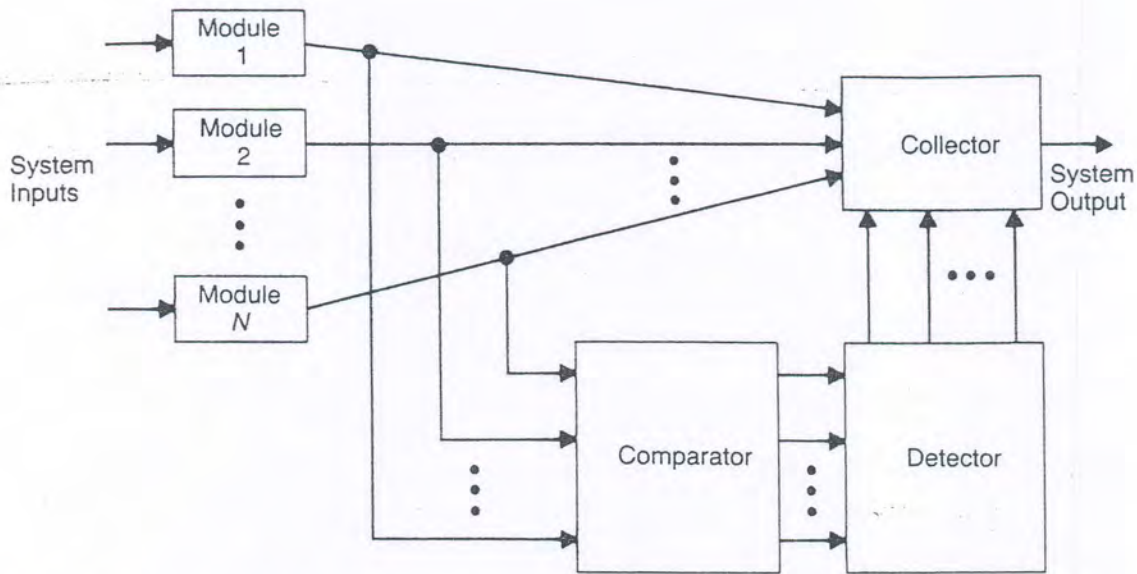 Module
1
Module
2
System
Inputs
Module
N
Collector
System
Output
Comparator
Detector